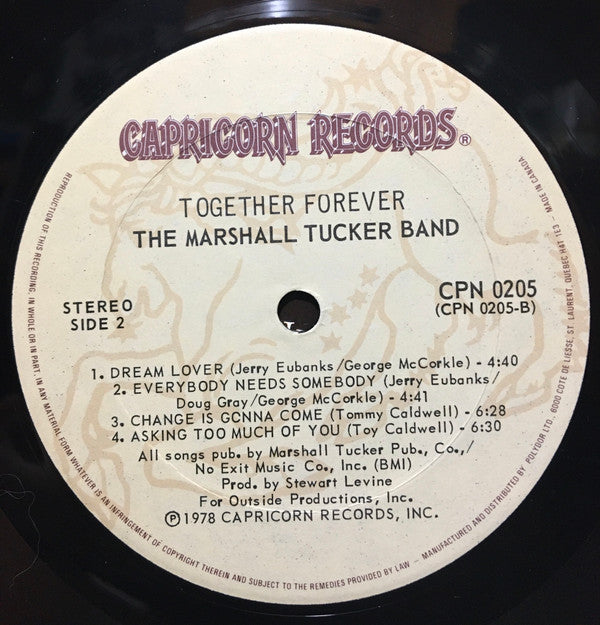 CAPRICORN RECORDS®
TOGETHER FOREVER
THE MARSHALL TUCKER BAND
STEREO
SIDE 2
CPN 0205
(CPN 0205-B)
1. DREAM LOVER (Jerry Eubanks/George McCorkle) - 4:40
2. EVERYBODY NEEDS SOMEBODY (Jerry Eubanks/
Doug Gray/George McCorkle) - 4:41
3. CHANGE IS GONNA COME (Tommy Caldwell) - 6:28
4. ASKING TOO MUCH OF YOU (Toy Caldwell) - 6:30
All songs pub. by Marshall Tucker Pub., Co.,/
No Exit Music Co., Inc. (BMI)
Prod. by Stewart Levine
For Outside Productions, Inc.
℗ 1978 CAPRICORN RECORDS, INC.
REPRODUCTION OF THIS RECORDING, IN WHOLE OR IN PART, IN ANY MATERIAL FORM WHATEVER IS AN INFRINGEMENT OF COPYRIGHT THEREIN AND SUBJECT TO THE REMEDIES PROVIDED BY LAW – MANUFACTURED AND DISTRIBUTED BY POLYDOR LTD., 6000 COTE DE LIESSE, ST. LAURENT, QUEBEC H4T 1E3 – MADE IN CANADA